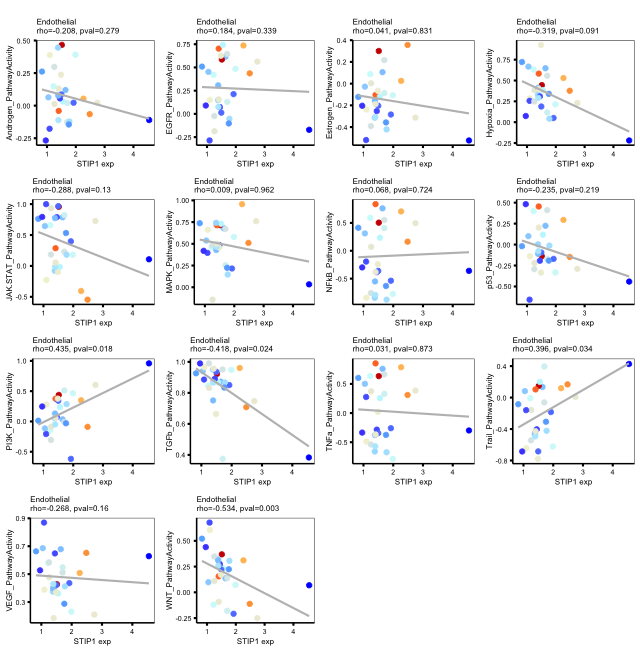 Endothelial
rho=-0.208, pval=0.279
Androgen_PathwayActivity
0.50
0.25
0.00
-0.25
1 2 3 4
STIP1 exp
Endothelial
rho=0.184, pval=0.339
EGFR_PathwayActivity
0.75
0.50
0.25
0.00
-0.25
1 2 3 4
STIP1 exp
Endothelial
rho=0.041, pval=0.831
Estrogen_PathwayActivity
0.4
0.0
-0.4
1 2 3 4
STIP1 exp
Endothelial
rho=-0.319, pval=0.091
Hypoxia_PathwayActivity
0.75
0.50
0.25
0.00
-0.25
1 2 3 4
STIP1 exp
Endothelial
rho=-0.288, pval=0.13
JAK.STAT_PathwayActivity
1.0
0.5
0.0
-0.5
1 2 3 4
STIP1 exp
Endothelial
rho=0.009, pval=0.962
MAPK_PathwayActivity
1.00
0.75
0.50
0.25
0.00
1 2 3 4
STIP1 exp
Endothelial
rho=0.068, pval=0.724
NFkB_PathwayActivity
0.5
0.0
-0.5
1 2 3 4
STIP1 exp
Endothelial
rho=-0.235, pval=0.219
p53_PathwayActivity
0.5
0.0
-0.5
1 2 3 4
STIP1 exp
Endothelial
rho=0.435, pval=0.018
PI3K_PathwayActivity
1.0
0.5
0.0
-0.5
1 2 3 4
STIP1 exp
Endothelial
rho=-0.418, pval=0.024
TGFb_PathwayActivity
1.0
0.8
0.6
0.4
1 2 3 4
STIP1 exp
Endothelial
rho=0.031, pval=0.873
TNFa_PathwayActivity
0.5
0.0
-0.5
1 2 3 4
STIP1 exp
Endothelial
rho=0.396, pval=0.034
Trail_PathwayActivity
0.4
0.0
-0.4
-0.8
1 2 3 4
STIP1 exp
Endothelial
rho=-0.268, pval=0.16
VEGF_PathwayActivity
0.9
0.7
0.5
0.3
1 2 3 4
STIP1 exp
Endothelial
rho=-0.534, pval=0.003
WNT_PathwayActivity
0.50
0.25
0.00
-0.25
1 2 3 4
STIP1 exp